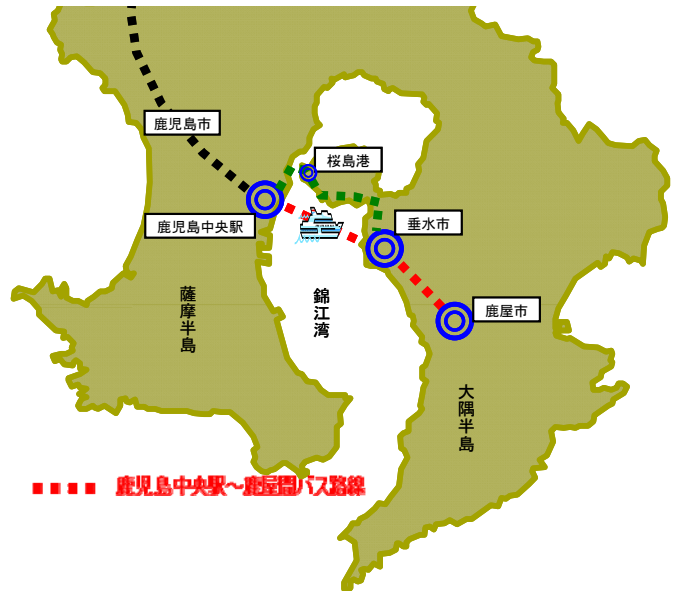 鹿児島市
桜島港
鹿児島中央駅
垂水市
薩摩半島
錦江湾
鹿屋市
大隅半島
鹿児島中央駅～鹿屋間バス路線